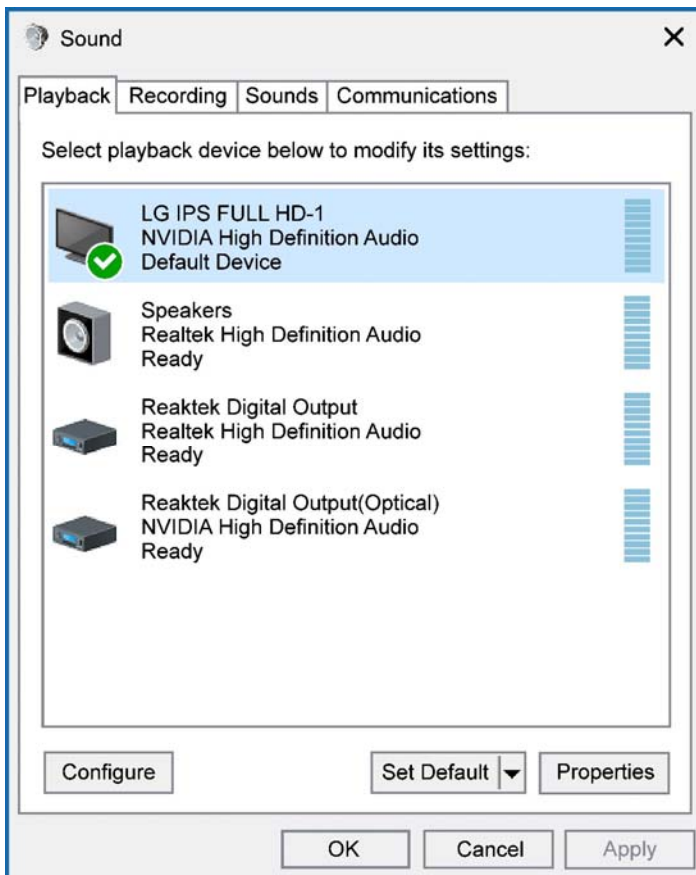 Sound
Playback Recording Sounds Communications
Select playback device below to modify its settings:
LG IPS FULL HD-1
NVIDIA High Definition Audio
Default Device
Speakers
Realtek High Definition Audio
Ready
Reaktek Digital Output
Realtek High Definition Audio
Ready
Reaktek Digital Output(Optical)
NVIDIA High Definition Audio
Ready
Configure Set Default Properties
OK Cancel Apply